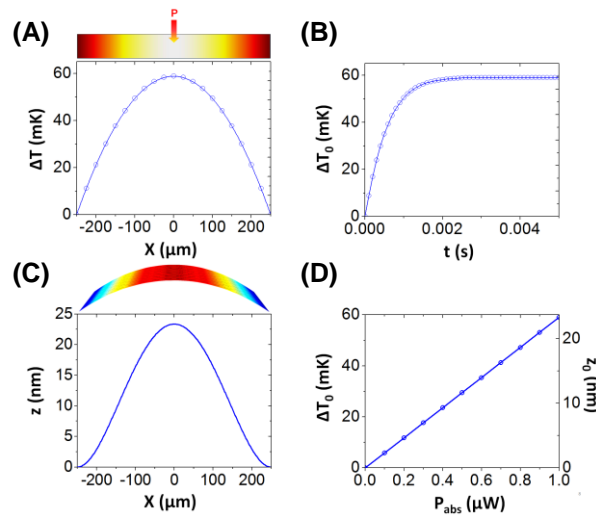 (A)
P
60
40
20
0
ΔT (mK)
-200 -100 0 100 200
X (µm)
(B)
60
40
20
0
ΔT₀ (mK)
0.000 0.002 0.004
t (s)
(C)
25
20
15
10
5
0
z (nm)
-200 -100 0 100 200
X (µm)
(D)
60
40
20
0
ΔT₀ (mK)
20
10
0
z₀ (nm)
0.0 0.2 0.4 0.6 0.8 1.0
P_abs (µW)